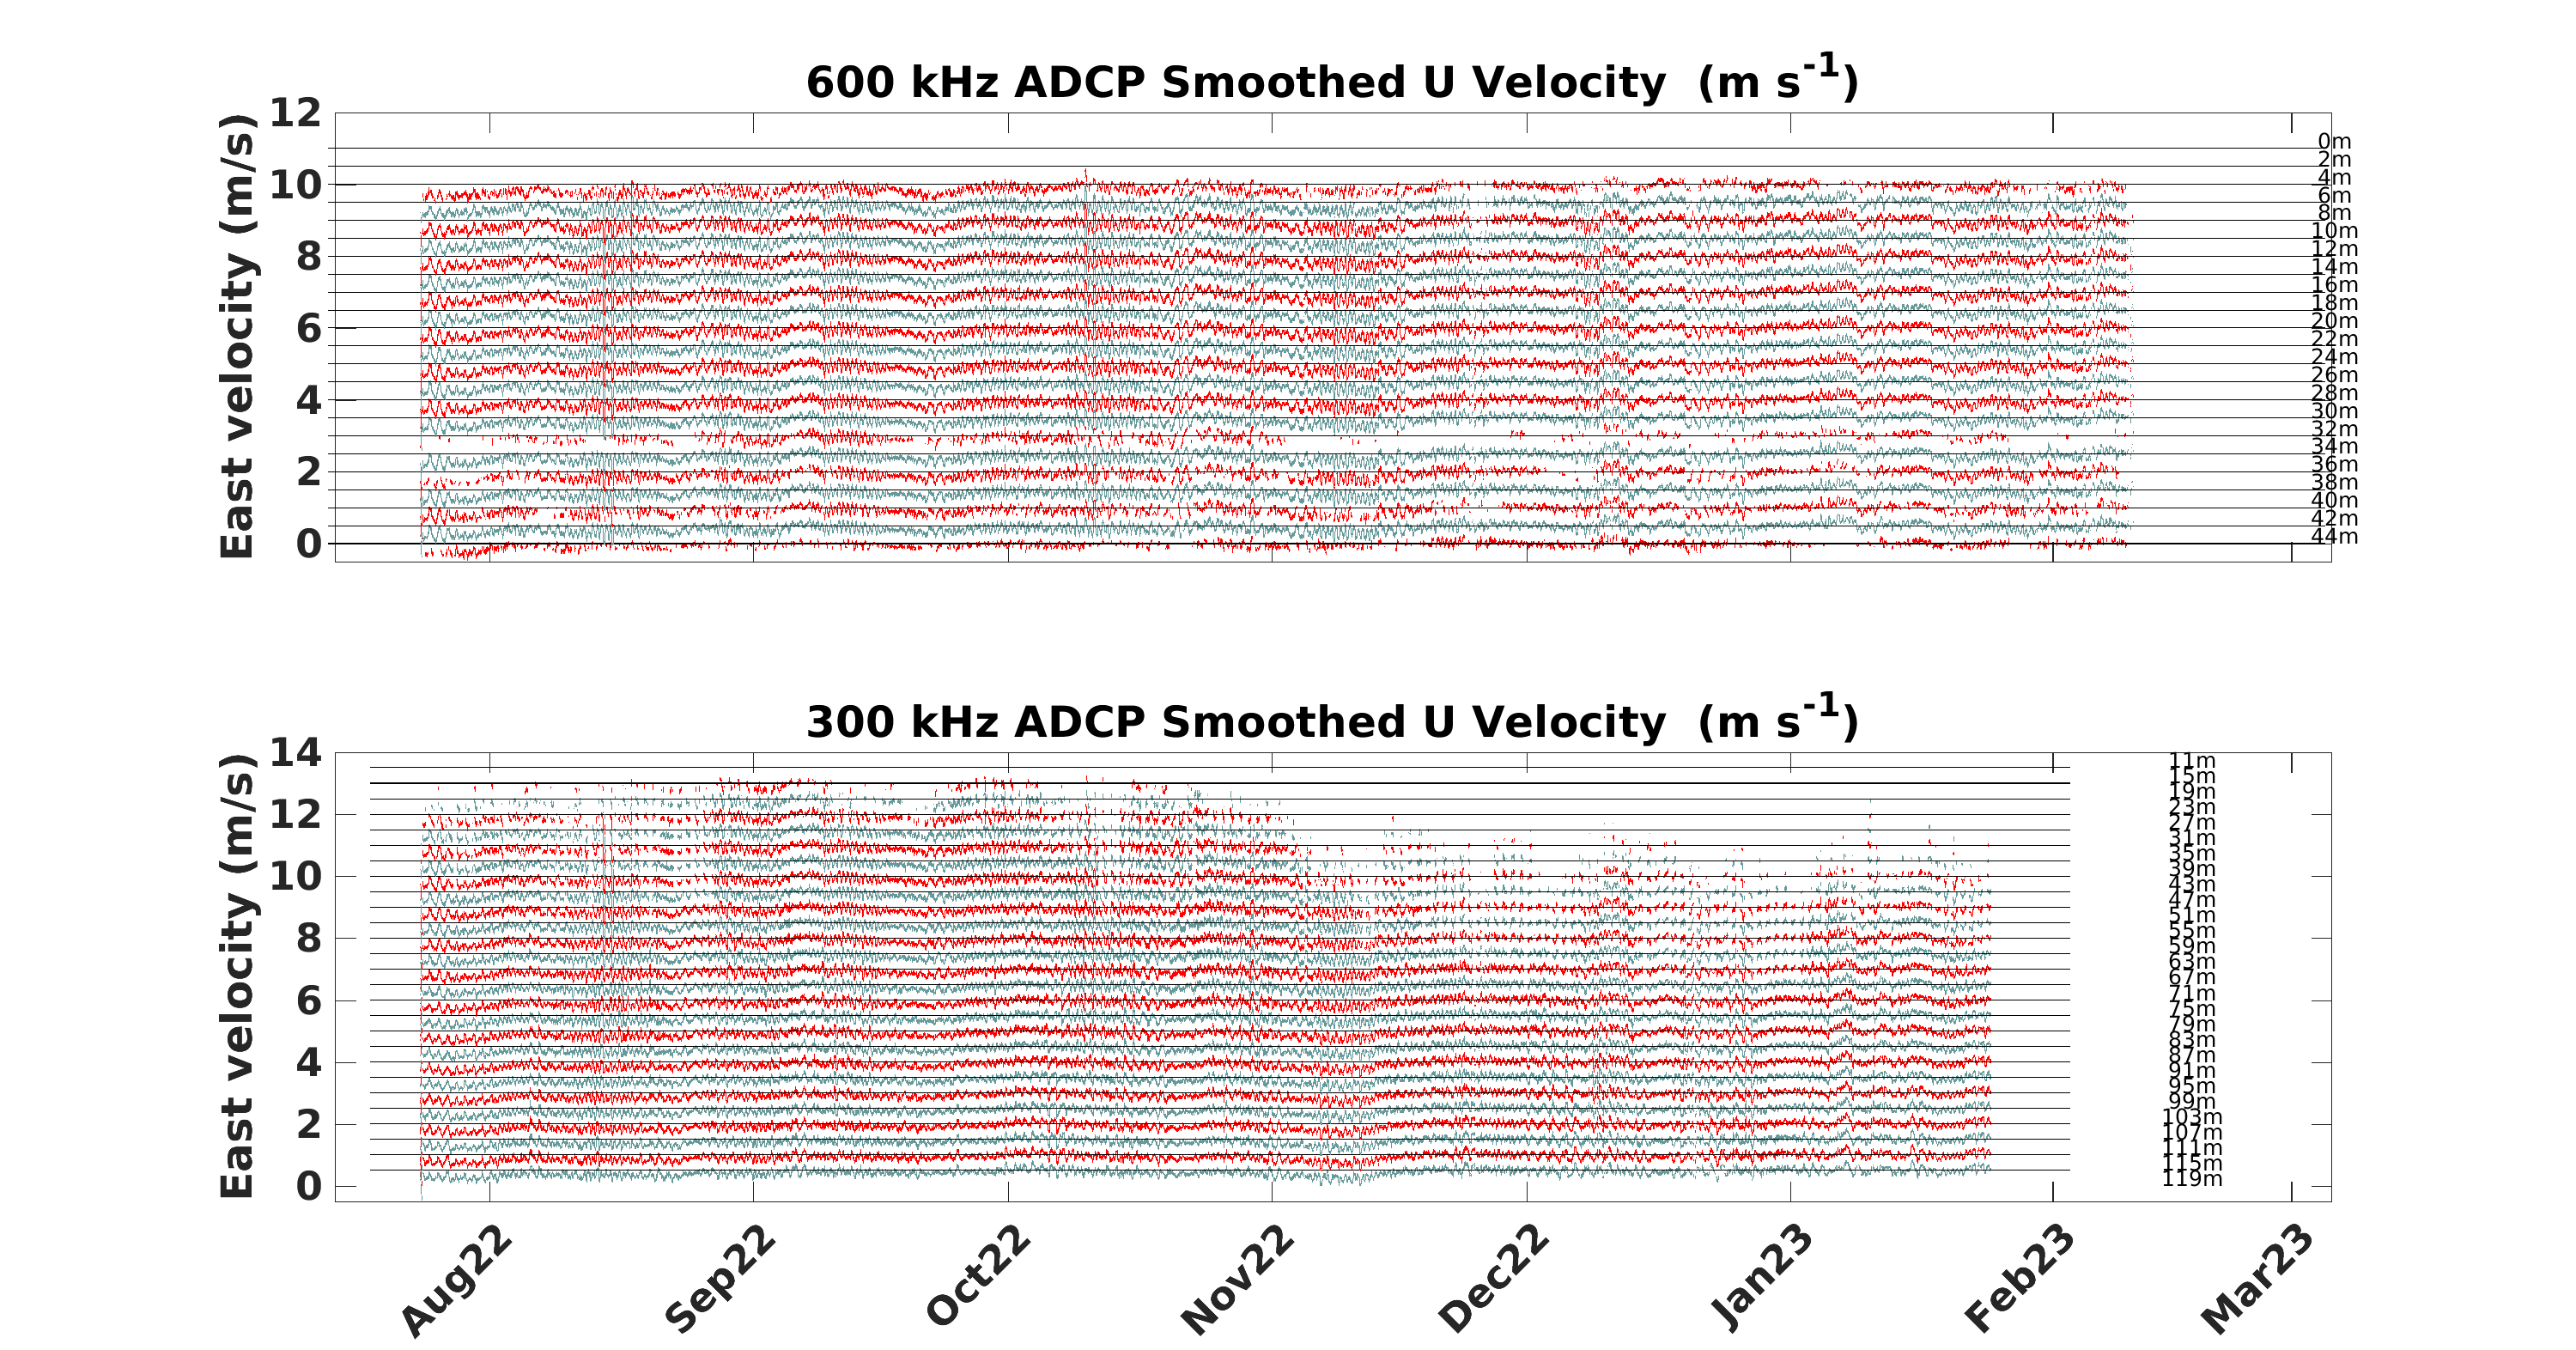 600 kHz ADCP Smoothed U Velocity (m s-1)
East velocity (m/s)
12
10
8
6
4
2
0
0m
2m
4m
6m
8m
10m
12m
14m
16m
18m
20m
22m
24m
26m
28m
30m
32m
34m
36m
38m
40m
42m
44m
300 kHz ADCP Smoothed U Velocity (m s-1)
East velocity (m/s)
14
12
10
8
6
4
2
0
11m
15m
19m
23m
27m
31m
35m
39m
43m
47m
51m
55m
59m
63m
67m
71m
75m
79m
83m
87m
91m
95m
99m
103m
107m
111m
115m
119m
Aug22
Sep22
Oct22
Nov22
Dec22
Jan23
Feb23
Mar23